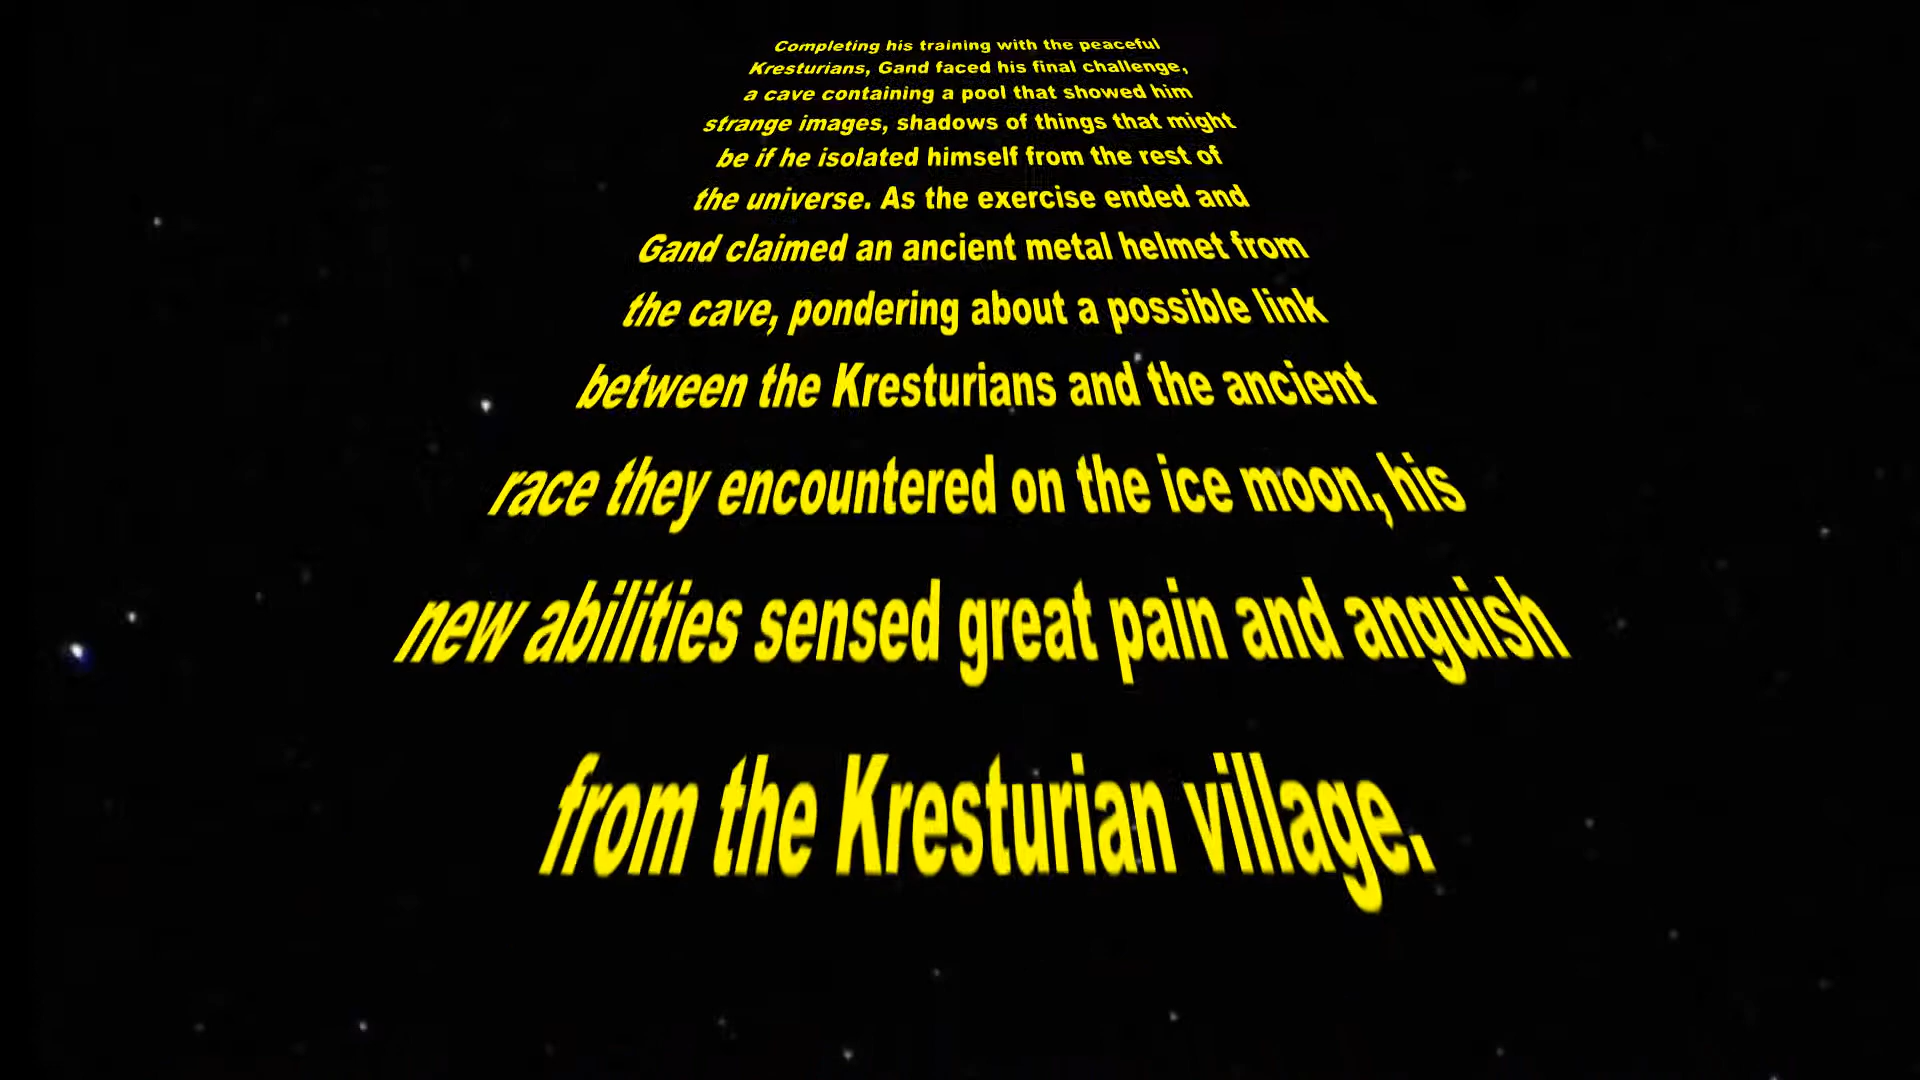 Completing his training with the peaceful
Kresturians, Gand faced his final challenge,
a cave containing a pool that showed him
strange images, shadows of things that might
be if he isolated himself from the rest of
the universe. As the exercise ended and
Gand claimed an ancient metal helmet from
the cave, pondering about a possible link
between the Kresturians and the ancient
race they encountered on the ice moon, his
new abilities sensed great pain and anguish
from the Kresturian village.